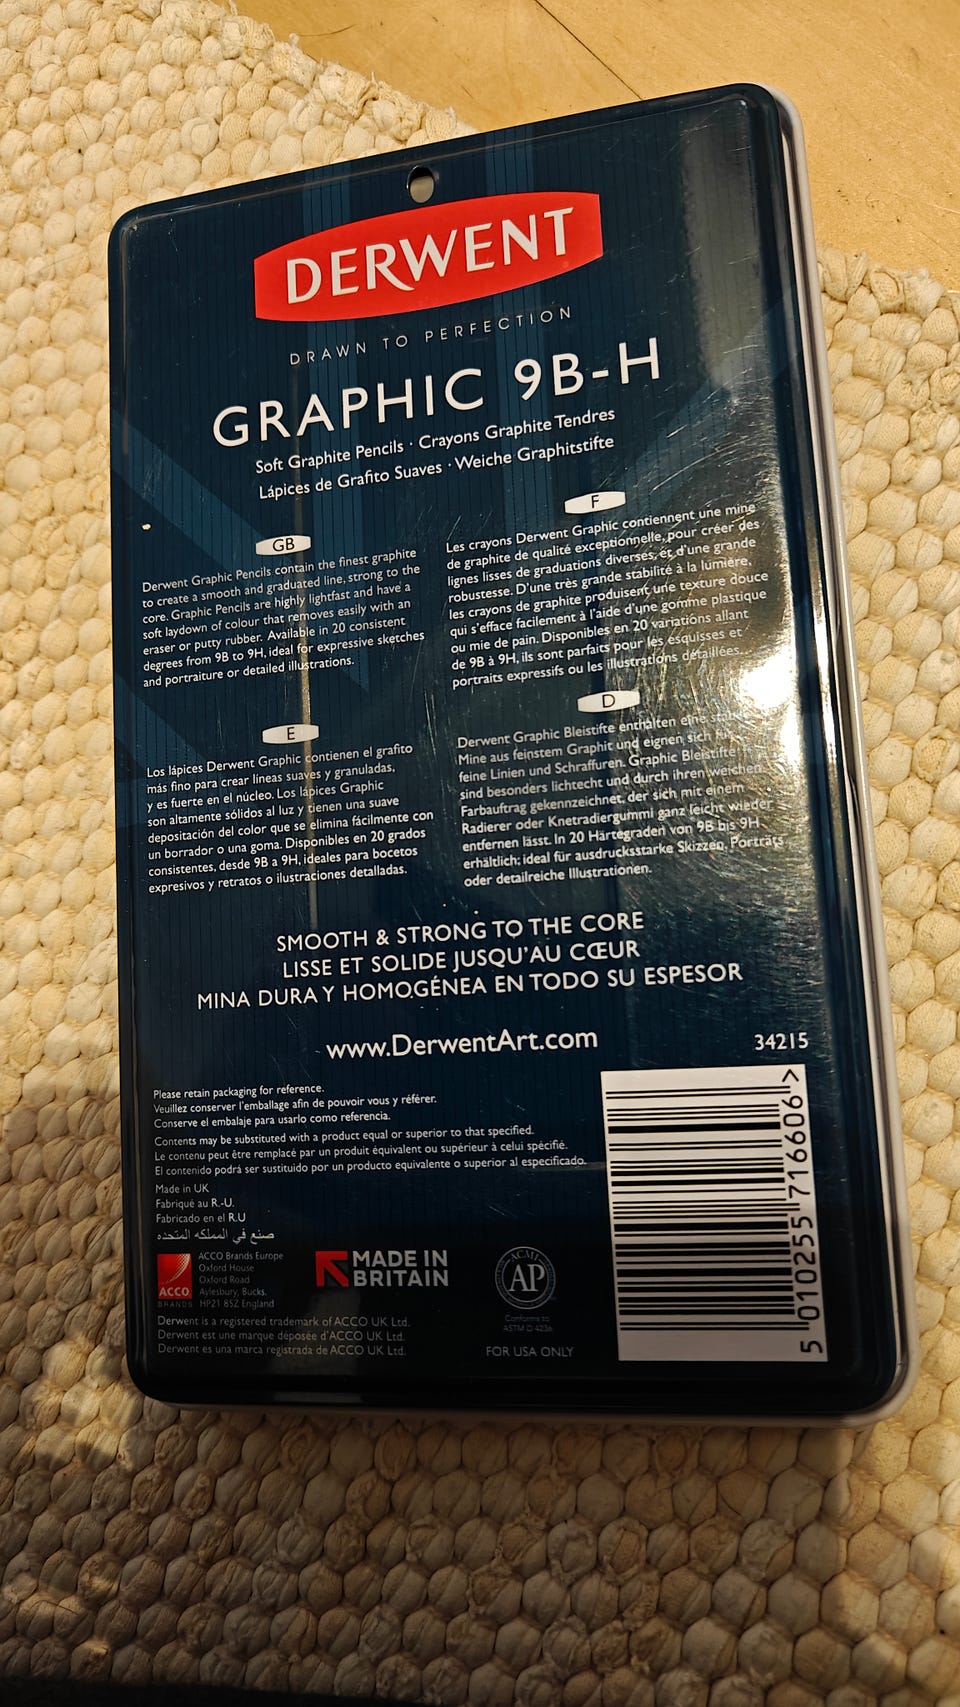 DERWENT
DRAWN TO PERFECTION
GRAPHIC 9B-H
Soft Graphite Pencils · Crayons Graphite Tendres
Lápices de Grafito Suaves · Weiche Graphitstifte
GB
Derwent Graphic Pencils contain the finest graphite
to create a smooth and graduated line, strong to the
core. Graphic Pencils are highly lightfast and have a
soft laydown of colour that removes easily with an
eraser or putty rubber. Available in 20 consistent
degrees from 9B to 9H, ideal for expressive sketches
and portraiture or detailed illustrations.
F
Les crayons Derwent Graphic contiennent une mine
de graphite de qualité exceptionnelle, pour créer des
lignes lisses de graduations diverses, et d'une grande
robustesse. D'une très grande stabilité à la lumière,
les crayons de graphite produisent une texture douce
qui s'efface facilement à l'aide d'une gomme plastique
ou mie de pain. Disponibles en 20 variations allant
de 9B à 9H, ils sont parfaits pour les esquisses et
portraits expressifs ou les illustrations détaillées.
E
Los lápices Derwent Graphic contienen el grafito
más fino para crear líneas suaves y granuladas,
y es fuerte en el núcleo. Los lápices Graphic
son altamente sólidos al luz y tienen una suave
depositación del color que se elimina fácilmente con
un borrador o una goma. Disponibles en 20 grados
consistentes, desde 9B a 9H, ideales para bocetos
expresivos y retratos o ilustraciones detalladas.
D
Derwent Graphic Bleistifte enthalten eine
Mine aus feinstem Graphit und eignen sich
feine Linien und Schraffuren. Graphic Bleistifte
sind besonders lichtecht und durch ihren weichen
Farbauftrag gekennzeichnet, der sich mit einem
Radierer oder Knetradiergummi ganz leicht wieder
entfernen lässt. In 20 Härtegraden von 9B bis 9H
erhältlich; ideal für ausdrucksstarke Skizzen, Porträts
oder detailreiche Illustrationen.
SMOOTH & STRONG TO THE CORE
LISSE ET SOLIDE JUSQU'AU CŒUR
MINA DURA Y HOMOGÉNEA EN TODO SU ESPESOR
www.DerwentArt.com
34215
Please retain packaging for reference.
Veuillez conserver l'emballage afin de pouvoir vous y référer.
Conserve el embalaje para usarlo como referencia.
Contents may be substituted with a product equal or superior to that specified.
Le contenu peut être remplacé par un produit équivalent ou supérieur à celui spécifié.
El contenido podrá ser sustituido por un producto equivalente o superior al especificado.
Made in UK
Fabriqué au R.-U.
Fabricado en el R.U
صنع في المملكه المتحده
ACCO
BRANDS
ACCO Brands Europe
Oxford House
Oxford Road
Aylesbury, Bucks.
HP21 8SZ England
MADE IN
BRITAIN
ACMI
AP
Conforms to
ASTM D 4236
FOR USA ONLY
Derwent is a registered trademark of ACCO UK Ltd.
Derwent est une marque déposée d'ACCO UK Ltd.
Derwent es una marca registrada de ACCO UK Ltd.
5 010255 716606 >